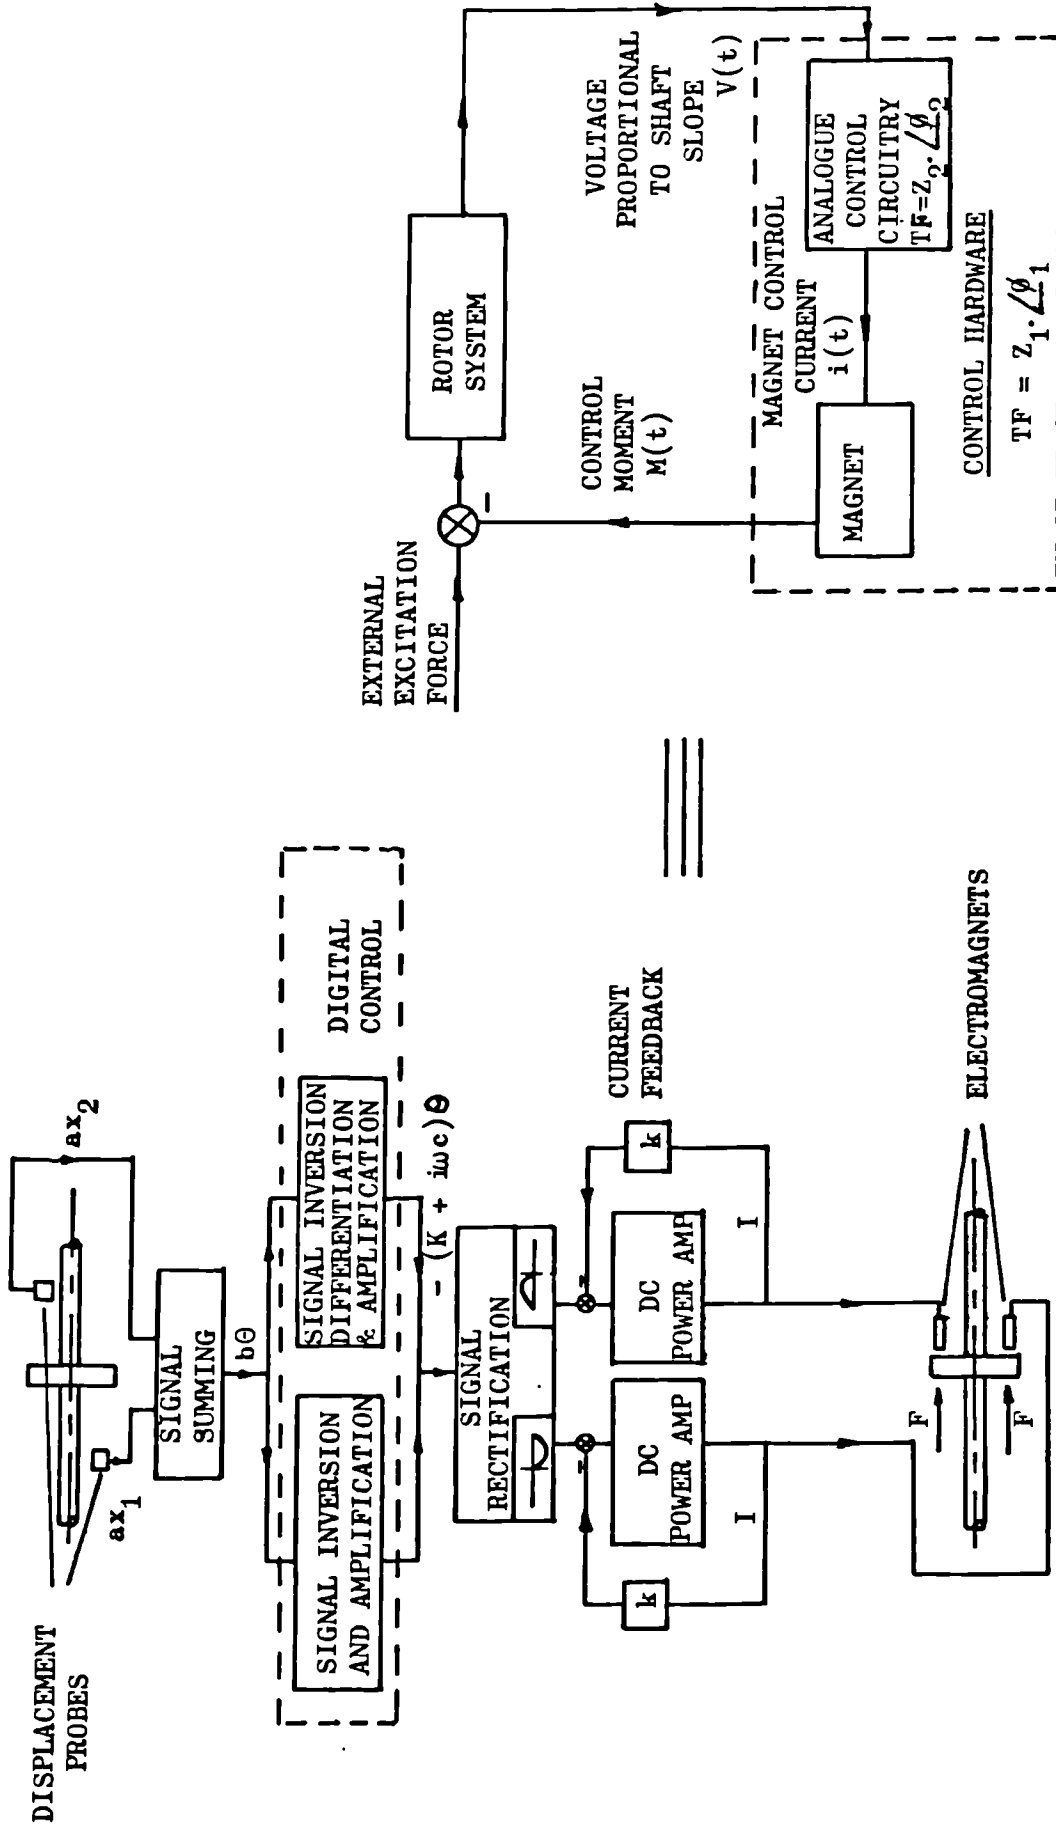 DISPLACEMENT
PROBES
ax1
ax2
SIGNAL
SUMMING
bΘ
SIGNAL INVERSION
AND AMPLIFICATION
SIGNAL INVERSION
DIFFERENTIATION
& AMPLIFICATION
DIGITAL
CONTROL
- (K + iωc)Θ
SIGNAL
RECTIFICATION
CURRENT
FEEDBACK
k
-
DC
POWER AMP
I
-
DC
POWER AMP
k
I
F
F
ELECTROMAGNETS
EXTERNAL
EXCITATION
FORCE
-
ROTOR
SYSTEM
CONTROL
MOMENT
M(t)
VOLTAGE
PROPORTIONAL
TO SHAFT
SLOPE
V(t)
MAGNET CONTROL
CURRENT
i(t)
MAGNET
ANALOGUE
CONTROL
CIRCUITRY
TF=Z2.∠Ø2
CONTROL HARDWARE
TF = Z1.∠Ø1